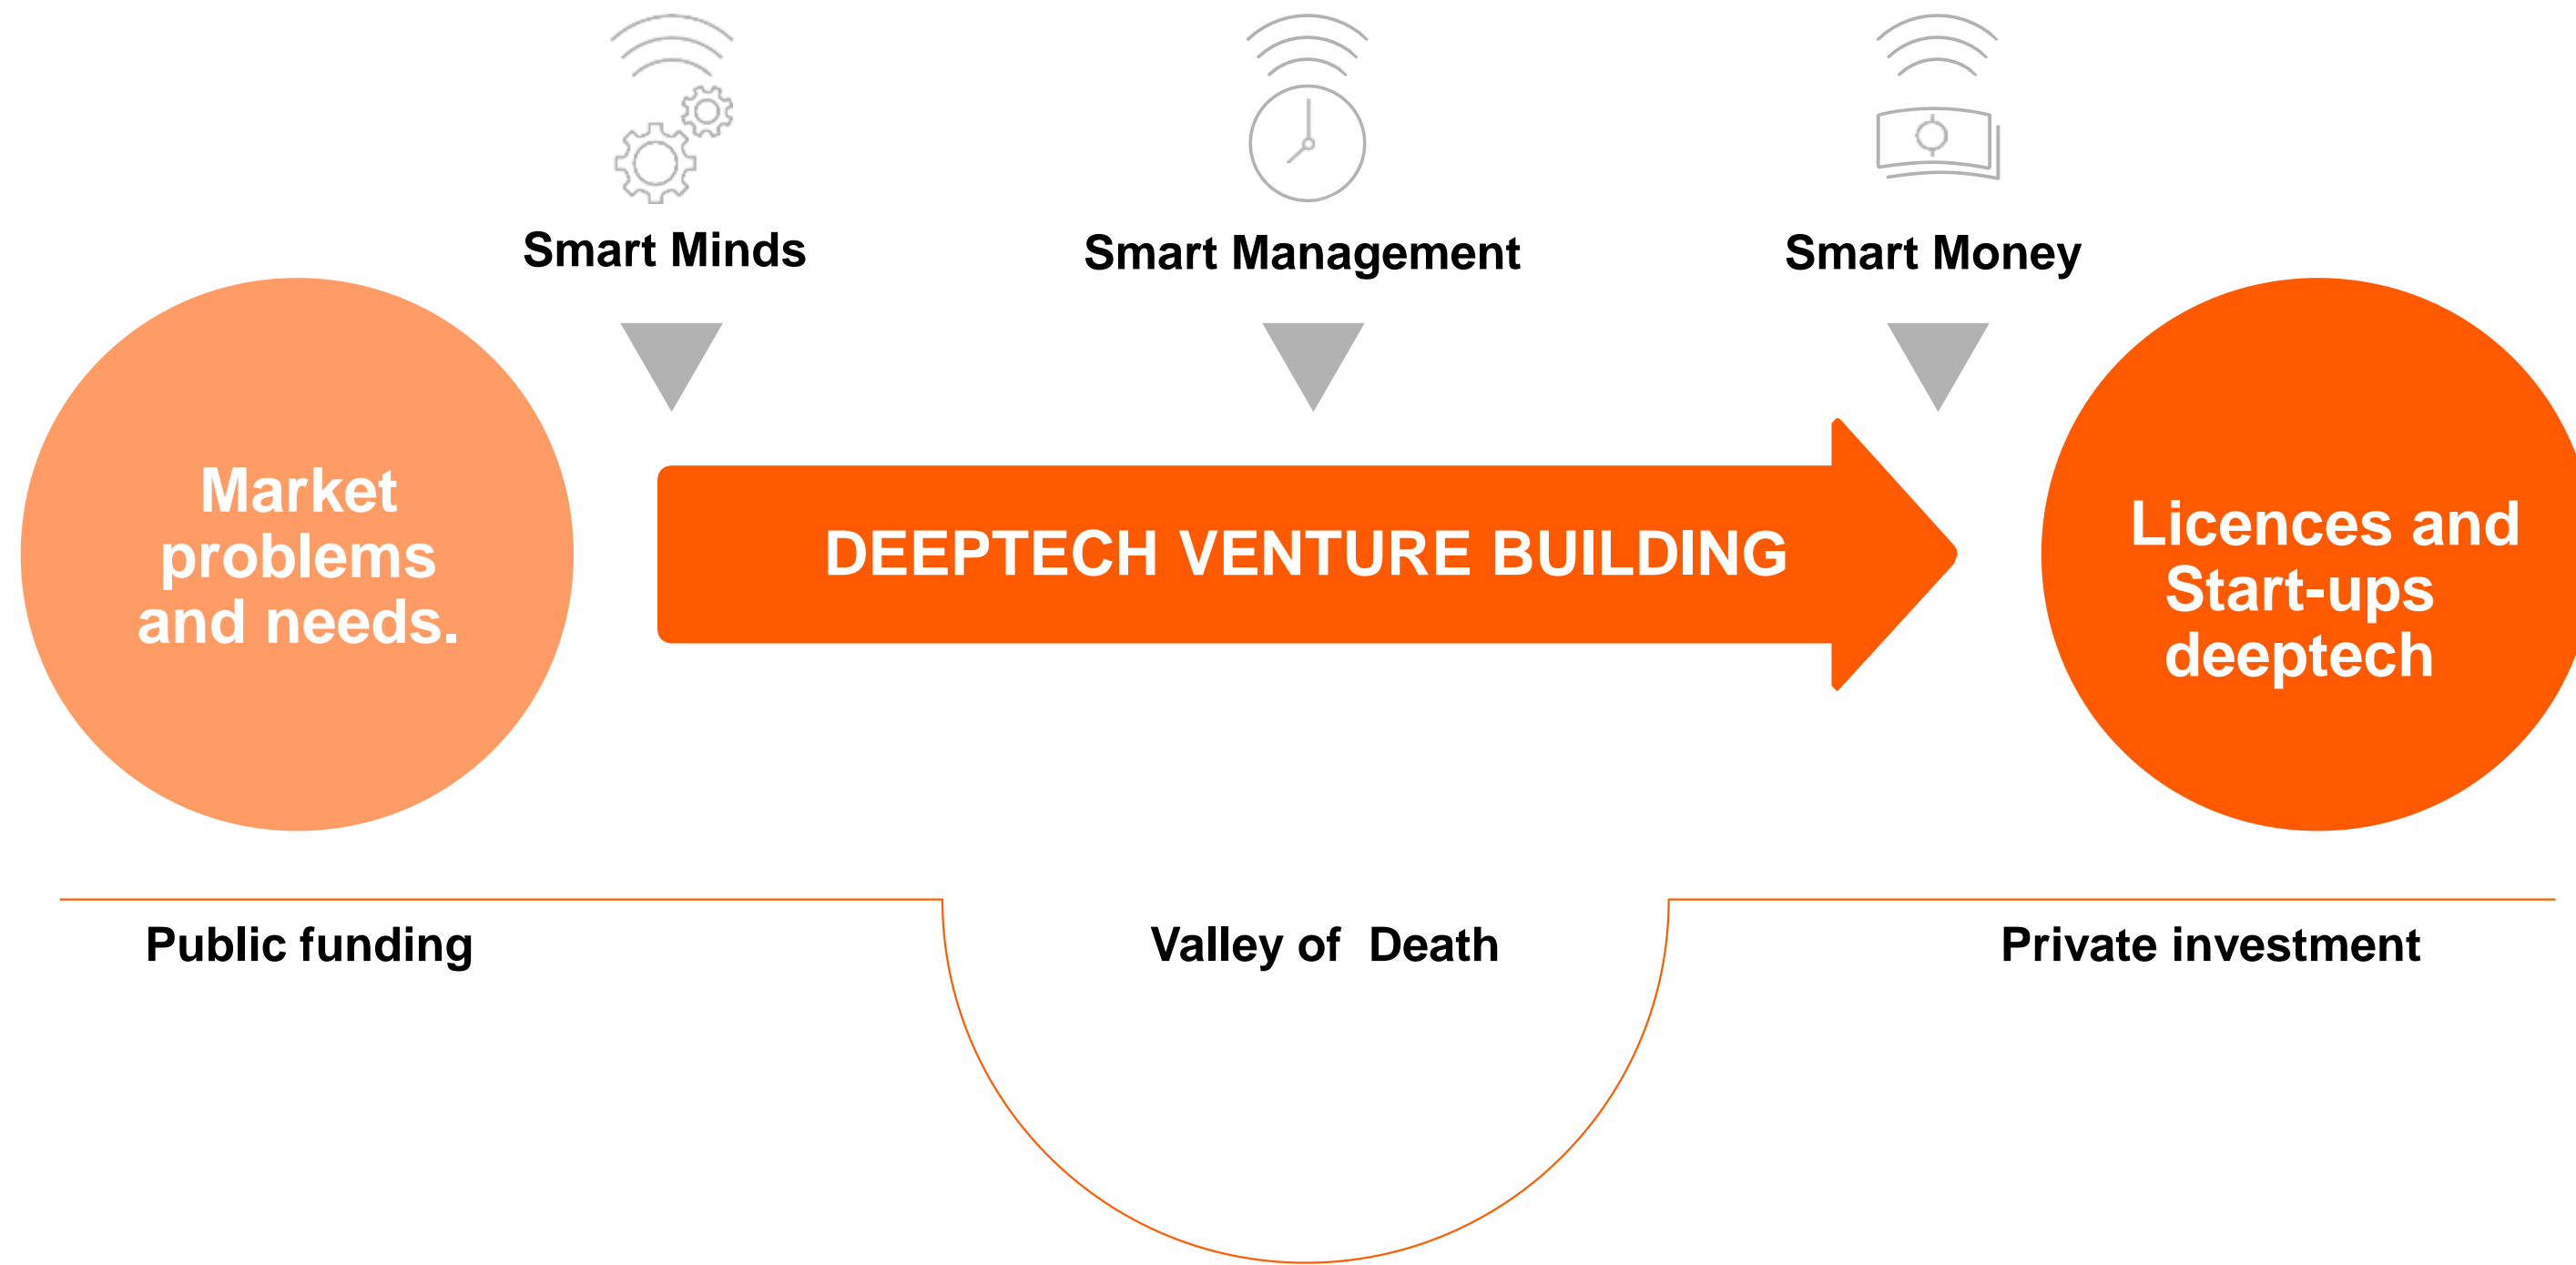 Smart Minds
Smart Management
Smart Money
Market
problems
and needs.
DEEPTECH VENTURE BUILDING
Licences and
Start-ups
deeptech
Public funding
Valley of  Death
Private investment